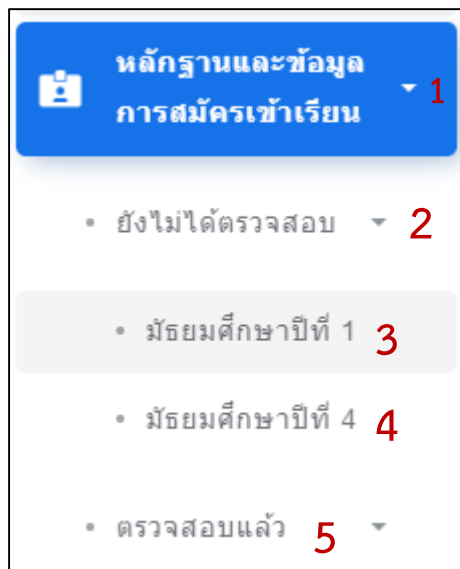 หลักฐานและข้อมูล
การสมัครเข้าเรียน 1
ยังไม่ได้ตรวจสอบ 2
มัธยมศึกษาปีที่ 1 3
มัธยมศึกษาปีที่ 4 4
ตรวจสอบแล้ว 5